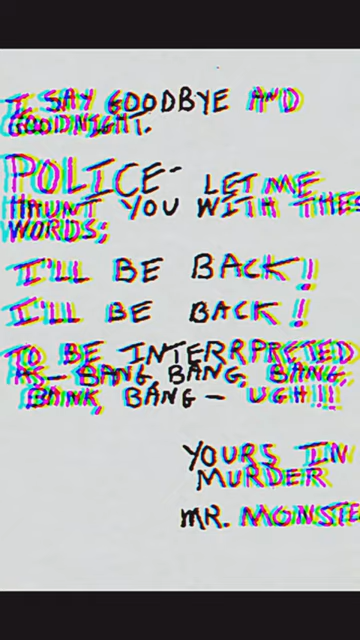 I SAY GOODBYE AND
GOODNIGHT.
POLICE- LET ME
HAUNT YOU WITH THES
WORDS;
I'LL BE BACK!
I'LL BE BACK!
TO BE INTERRPRETED
AS - BANG BANG, BANG,
BANK, BANG - UGH!!!
YOURS IN
MURDER
MR. MONSTE